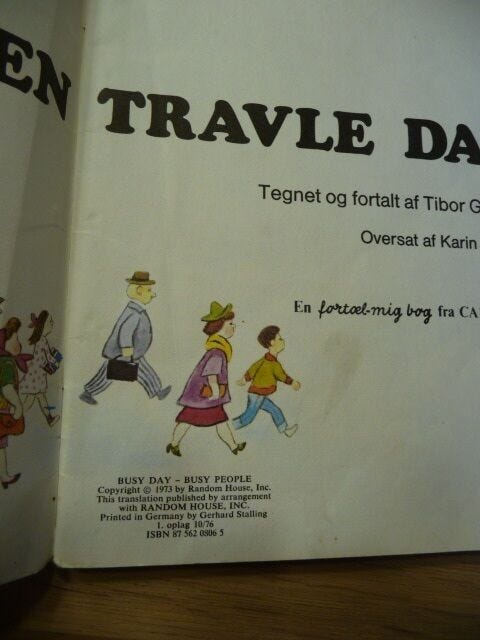 EN TRAVLE DA
Tegnet og fortalt af Tibor G
Oversat af Karin
En fortæl-mig bog fra CA
BUSY DAY – BUSY PEOPLE
Copyright © 1973 by Random House, Inc.
This translation published by arrangement
with RANDOM HOUSE, INC.
Printed in Germany by Gerhard Stalling
1. oplag 10/76
ISBN 87 562 0806 5